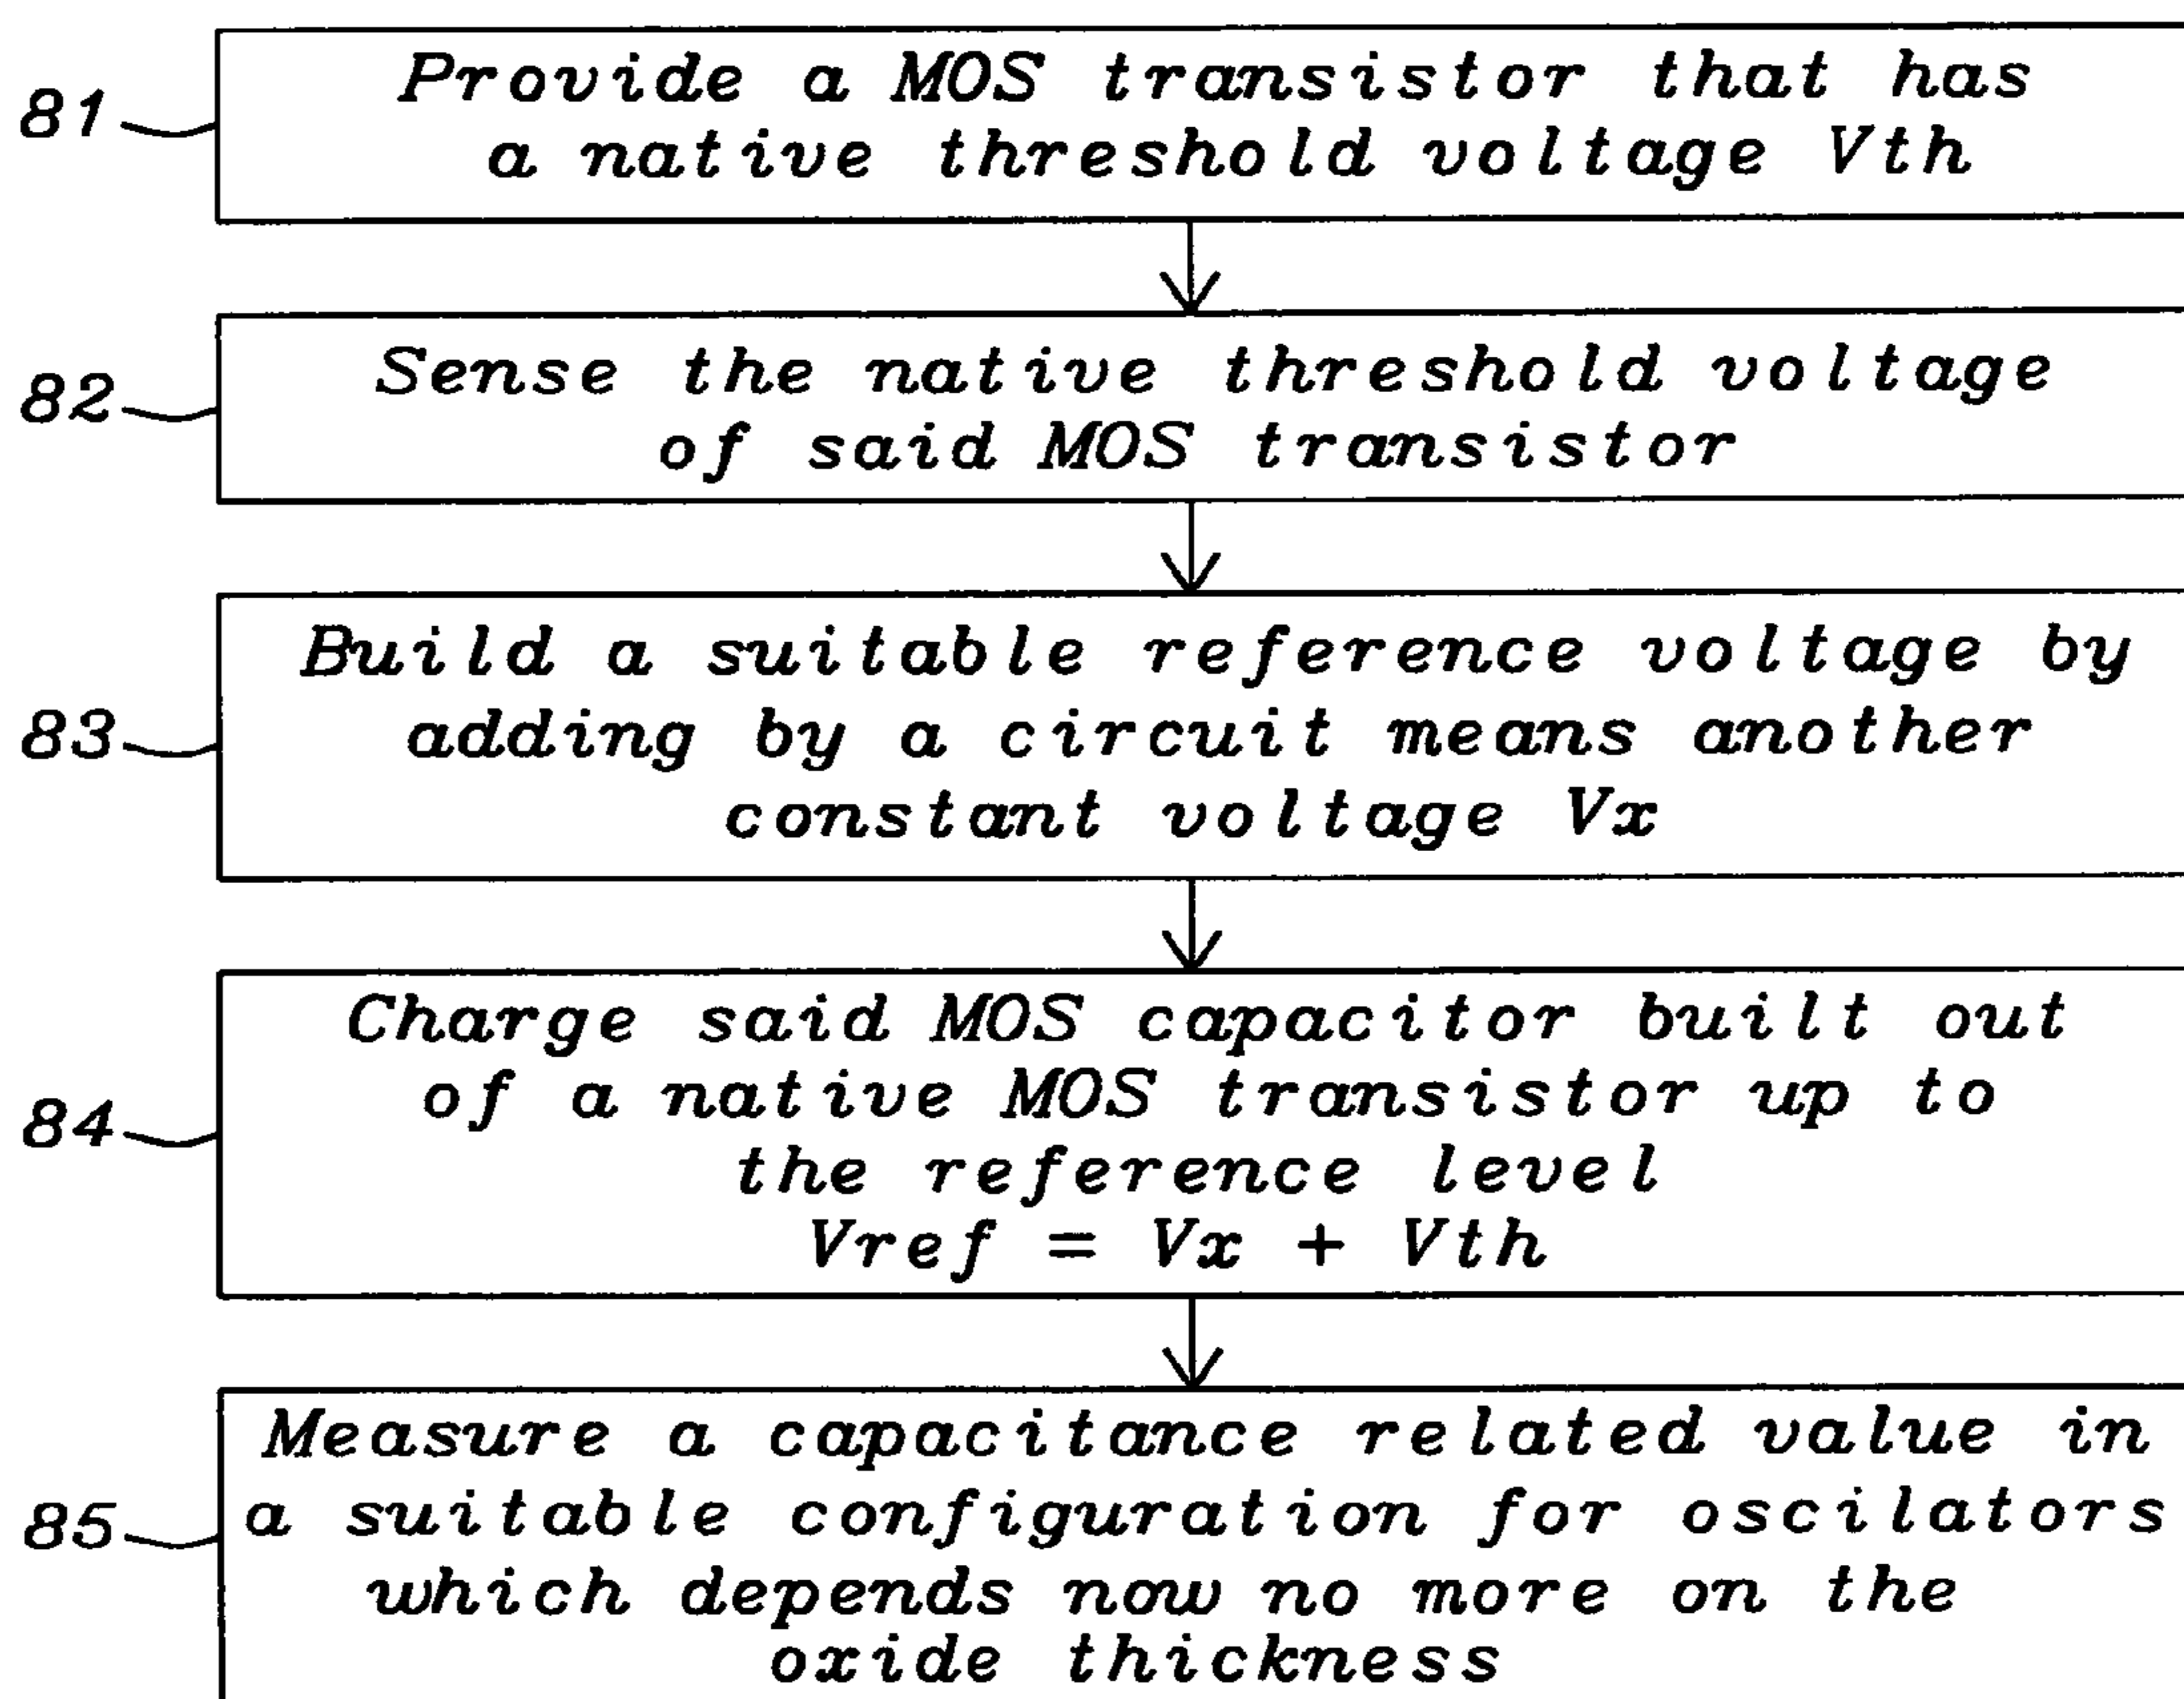 81
Provide a MOS transistor that has
a native threshold voltage Vth
82
Sense the native threshold voltage
of said MOS transistor
83
Build a suitable reference voltage by
adding by a circuit means another
constant voltage Vx
84
Charge said MOS capacitor built out
of a native MOS transistor up to
the reference level
Vref = Vx + Vth
85
Measure a capacitance related value in
a suitable configuration for oscilators
which depends now no more on the
oxide thickness